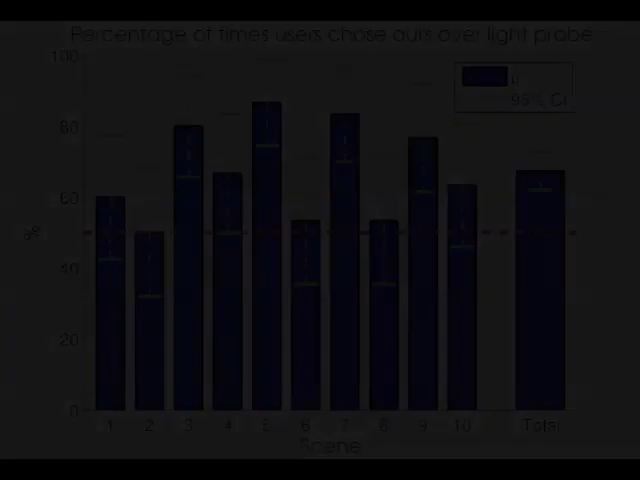 Percentage of times users chose ours over light probe
100
80
60
40
20
0
%
μ
95% CI
1 2 3 4 5 6 7 8 9 10 Total
Scene